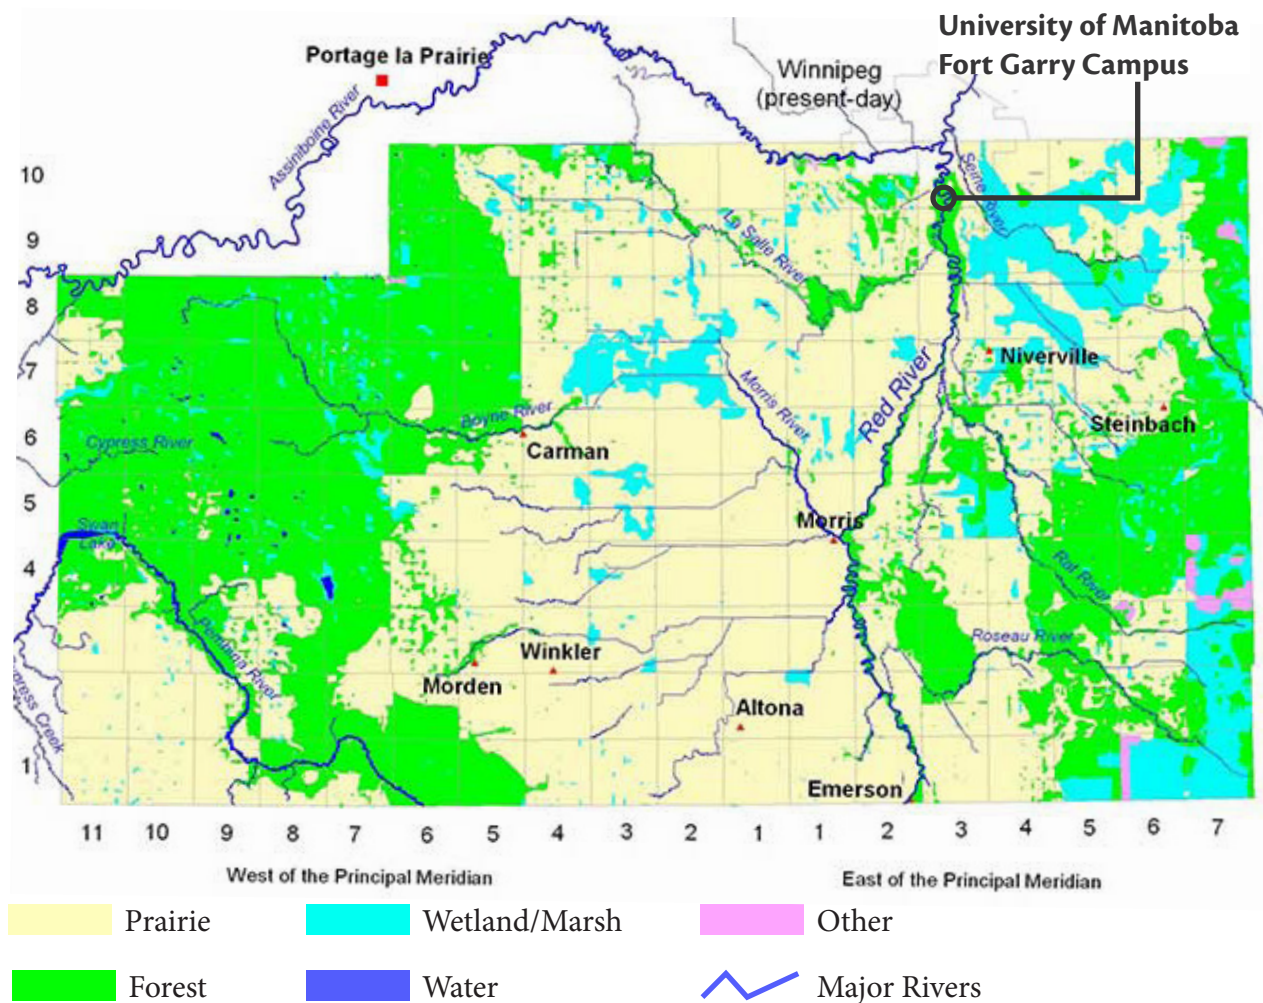 University of Manitoba
Fort Garry Campus
Portage la Prairie
Winnipeg
(present-day)
Assiniboine River
Seine River
10
9
La Salle River
8
7
Niverville
Morris River
Red River
Boyne River
Steinbach
6
Cypress River
Carman
5
Swan
Lake
Morris
4
Rat River
Roseau River
Pembina River
Winkler
Morden
Altona
press Creek
1
Emerson
11 10 9 8 7 6 5 4 3 2 1 1 2 3 4 5 6 7
West of the Principal Meridian
East of the Principal Meridian
Prairie
Wetland/Marsh
Other
Forest
Water
Major Rivers